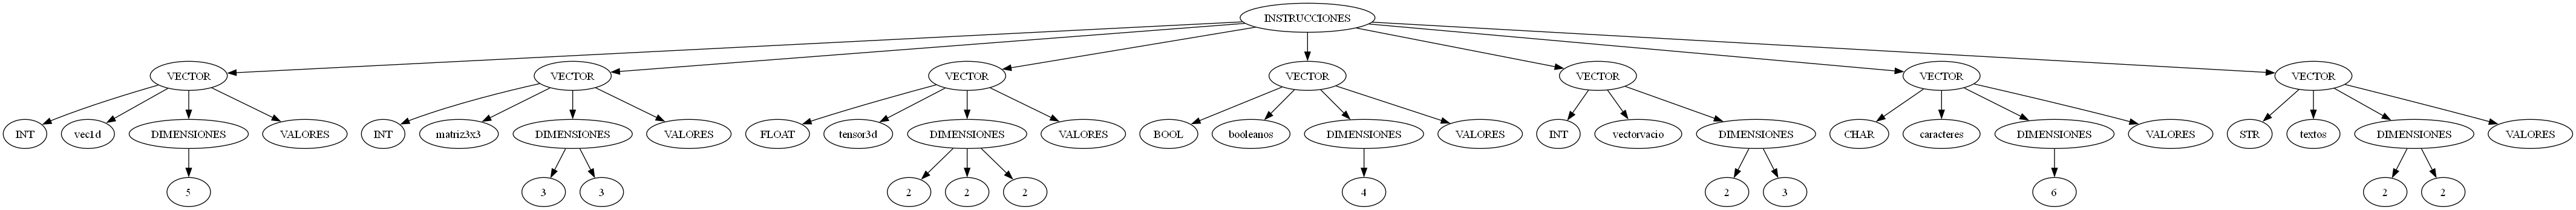 INSTRUCCIONES
VECTOR VECTOR VECTOR VECTOR VECTOR VECTOR VECTOR
INT vec1d DIMENSIONES VALORES INT matriz3x3 DIMENSIONES VALORES FLOAT tensor3d DIMENSIONES VALORES BOOL booleanos DIMENSIONES VALORES INT vectorvacio DIMENSIONES CHAR caracteres DIMENSIONES VALORES STR textos DIMENSIONES VALORES
5 3 3 2 2 2 4 2 3 6 2 2